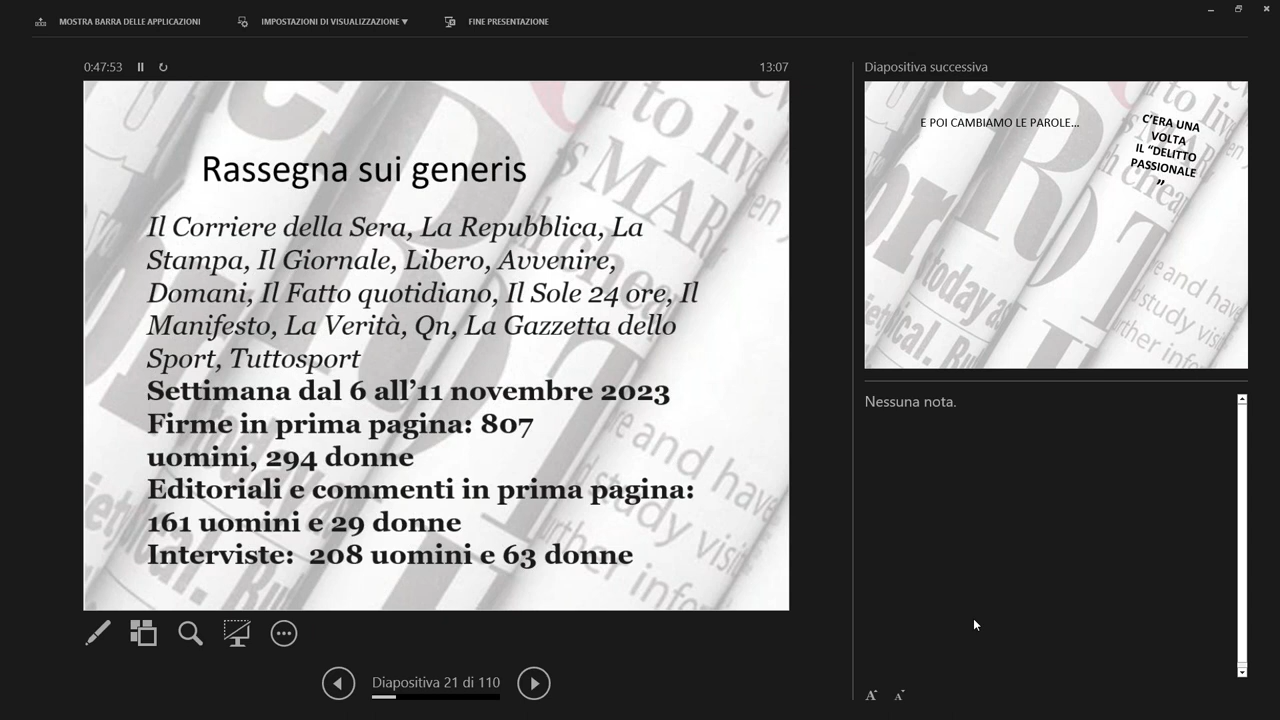 MOSTRA BARRA DELLE APPLICAZIONI
IMPOSTAZIONI DI VISUALIZZAZIONE ▼
FINE PRESENTAZIONE
0:47:53
13:07
Rassegna sui generis
Il Corriere della Sera, La Repubblica, La
Stampa, Il Giornale, Libero, Avvenire,
Domani, Il Fatto quotidiano, Il Sole 24 ore, Il
Manifesto, La Verità, Qn, La Gazzetta dello
Sport, Tuttosport
Settimana dal 6 all’11 novembre 2023
Firme in prima pagina: 807
uomini, 294 donne
Editoriali e commenti in prima pagina:
161 uomini e 29 donne
Interviste:  208 uomini e 63 donne
Diapositiva 21 di 110
Diapositiva successiva
E POI CAMBIAMO LE PAROLE…
C’ERA UNA
VOLTA
IL “DELITTO
PASSIONALE
”
Nessuna nota.